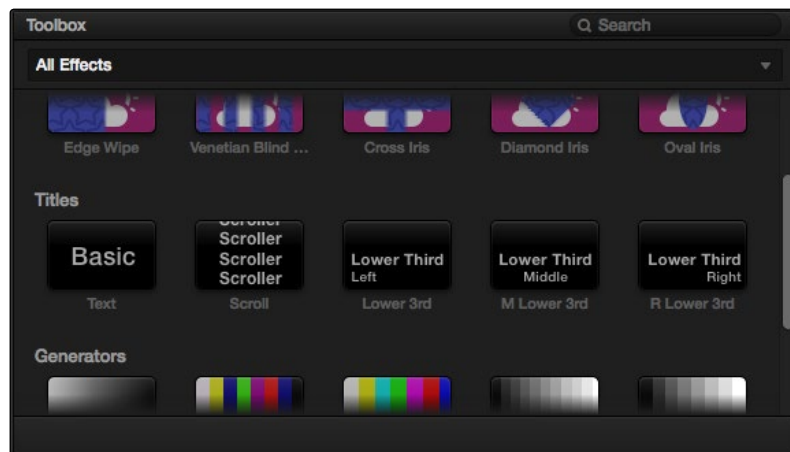 Toolbox
Search
All Effects
Edge Wipe
Venetian Blind ...
Cross Iris
Diamond Iris
Oval Iris
Titles
Basic
Scroller
Scroller
Scroller
Scroller
Lower Third
Left
Lower Third
Middle
Lower Third
Right
Text
Scroll
Lower 3rd
M Lower 3rd
R Lower 3rd
Generators